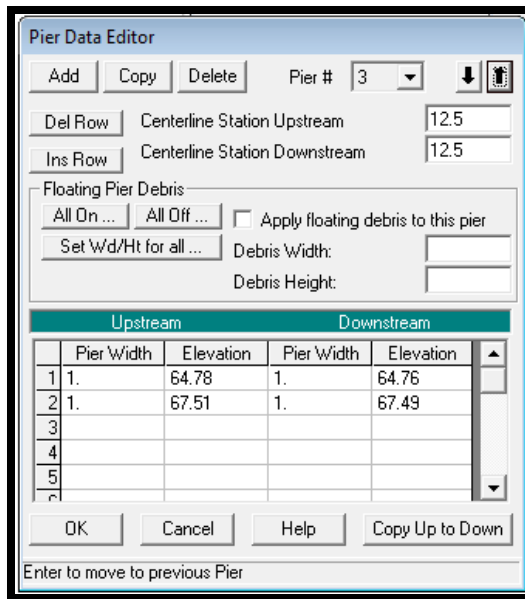 Pier Data Editor
Add Copy Delete Pier # 3
Del Row Centerline Station Upstream 12.5
Ins Row Centerline Station Downstream 12.5
Floating Pier Debris
All On ... All Off ... Apply floating debris to this pier
Set Wd/Ht for all ... Debris Width:
Debris Height:
Upstream Downstream
Pier Width Elevation Pier Width Elevation
1 1. 64.78 1. 64.76
2 1. 67.51 1. 67.49
3
4
5
OK Cancel Help Copy Up to Down
Enter to move to previous Pier